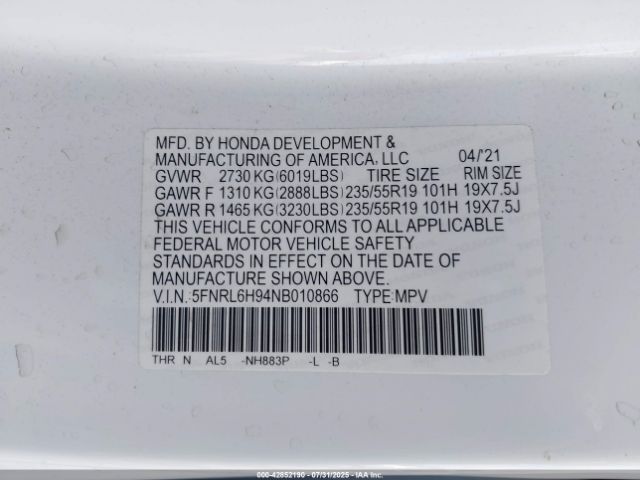 MFD. BY HONDA DEVELOPMENT &
MANUFACTURING OF AMERICA, LLC 04/'21
GVWR 2730 KG(6019LBS) TIRE SIZE RIM SIZE
GAWR F 1310 KG(2888LBS) 235/55R19 101H 19X7.5J
GAWR R 1465 KG(3230LBS) 235/55R19 101H 19X7.5J
THIS VEHICLE CONFORMS TO ALL APPLICABLE
FEDERAL MOTOR VEHICLE SAFETY
STANDARDS IN EFFECT ON THE DATE OF
MANUFACTURE SHOWN ABOVE.
V.I.N.:5FNRL6H94NB010866 TYPE:MPV
THR N AL5 -NH883P -L -B
000-42852190 - 07/31/2025 - IAA Inc.